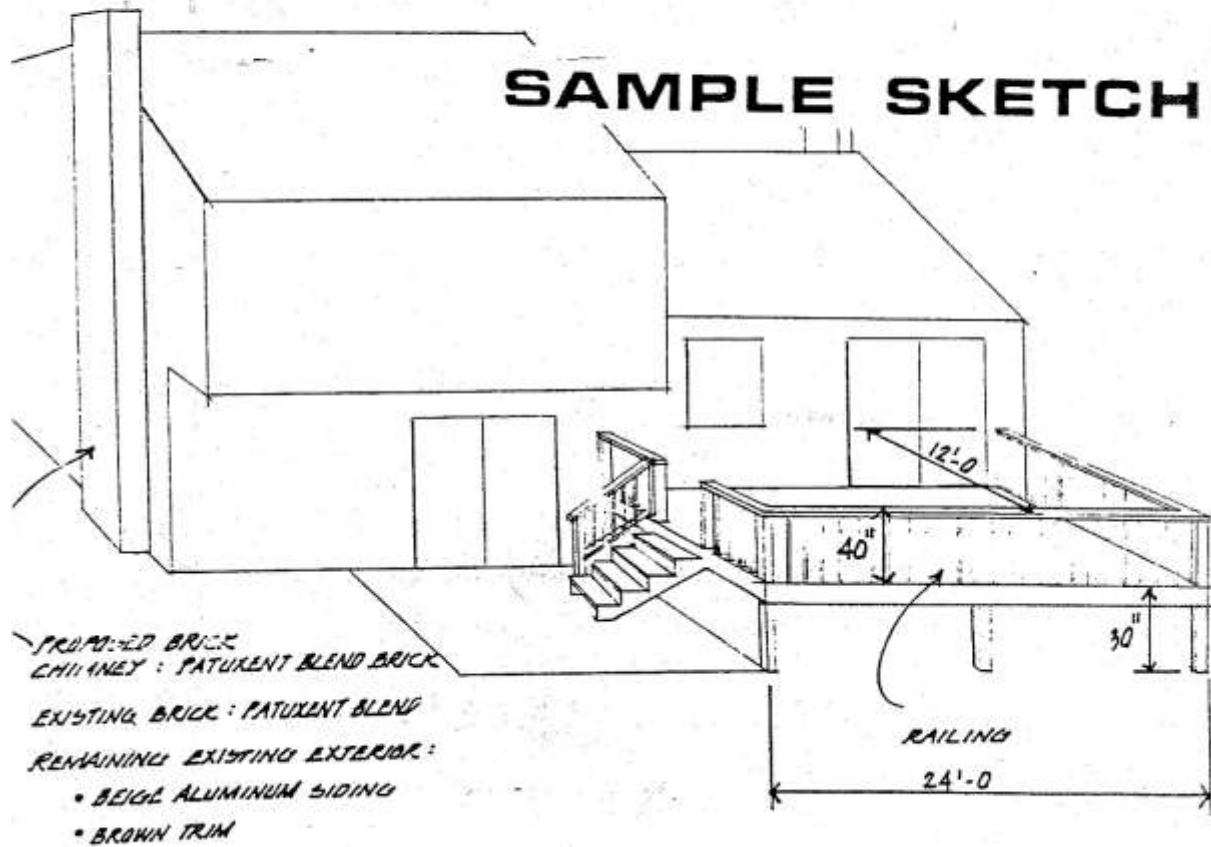 SAMPLE SKETCH
12'-0
40"
30"
PROPOSED BRICK
CHIMNEY : PATUXENT BLEND BRICK
EXISTING BRICK : PATUXENT BLEND
REMAINING EXISTING EXTERIOR :
• BEIGE ALUMINUM SIDING
• BROWN TRIM
RAILING
24'-0